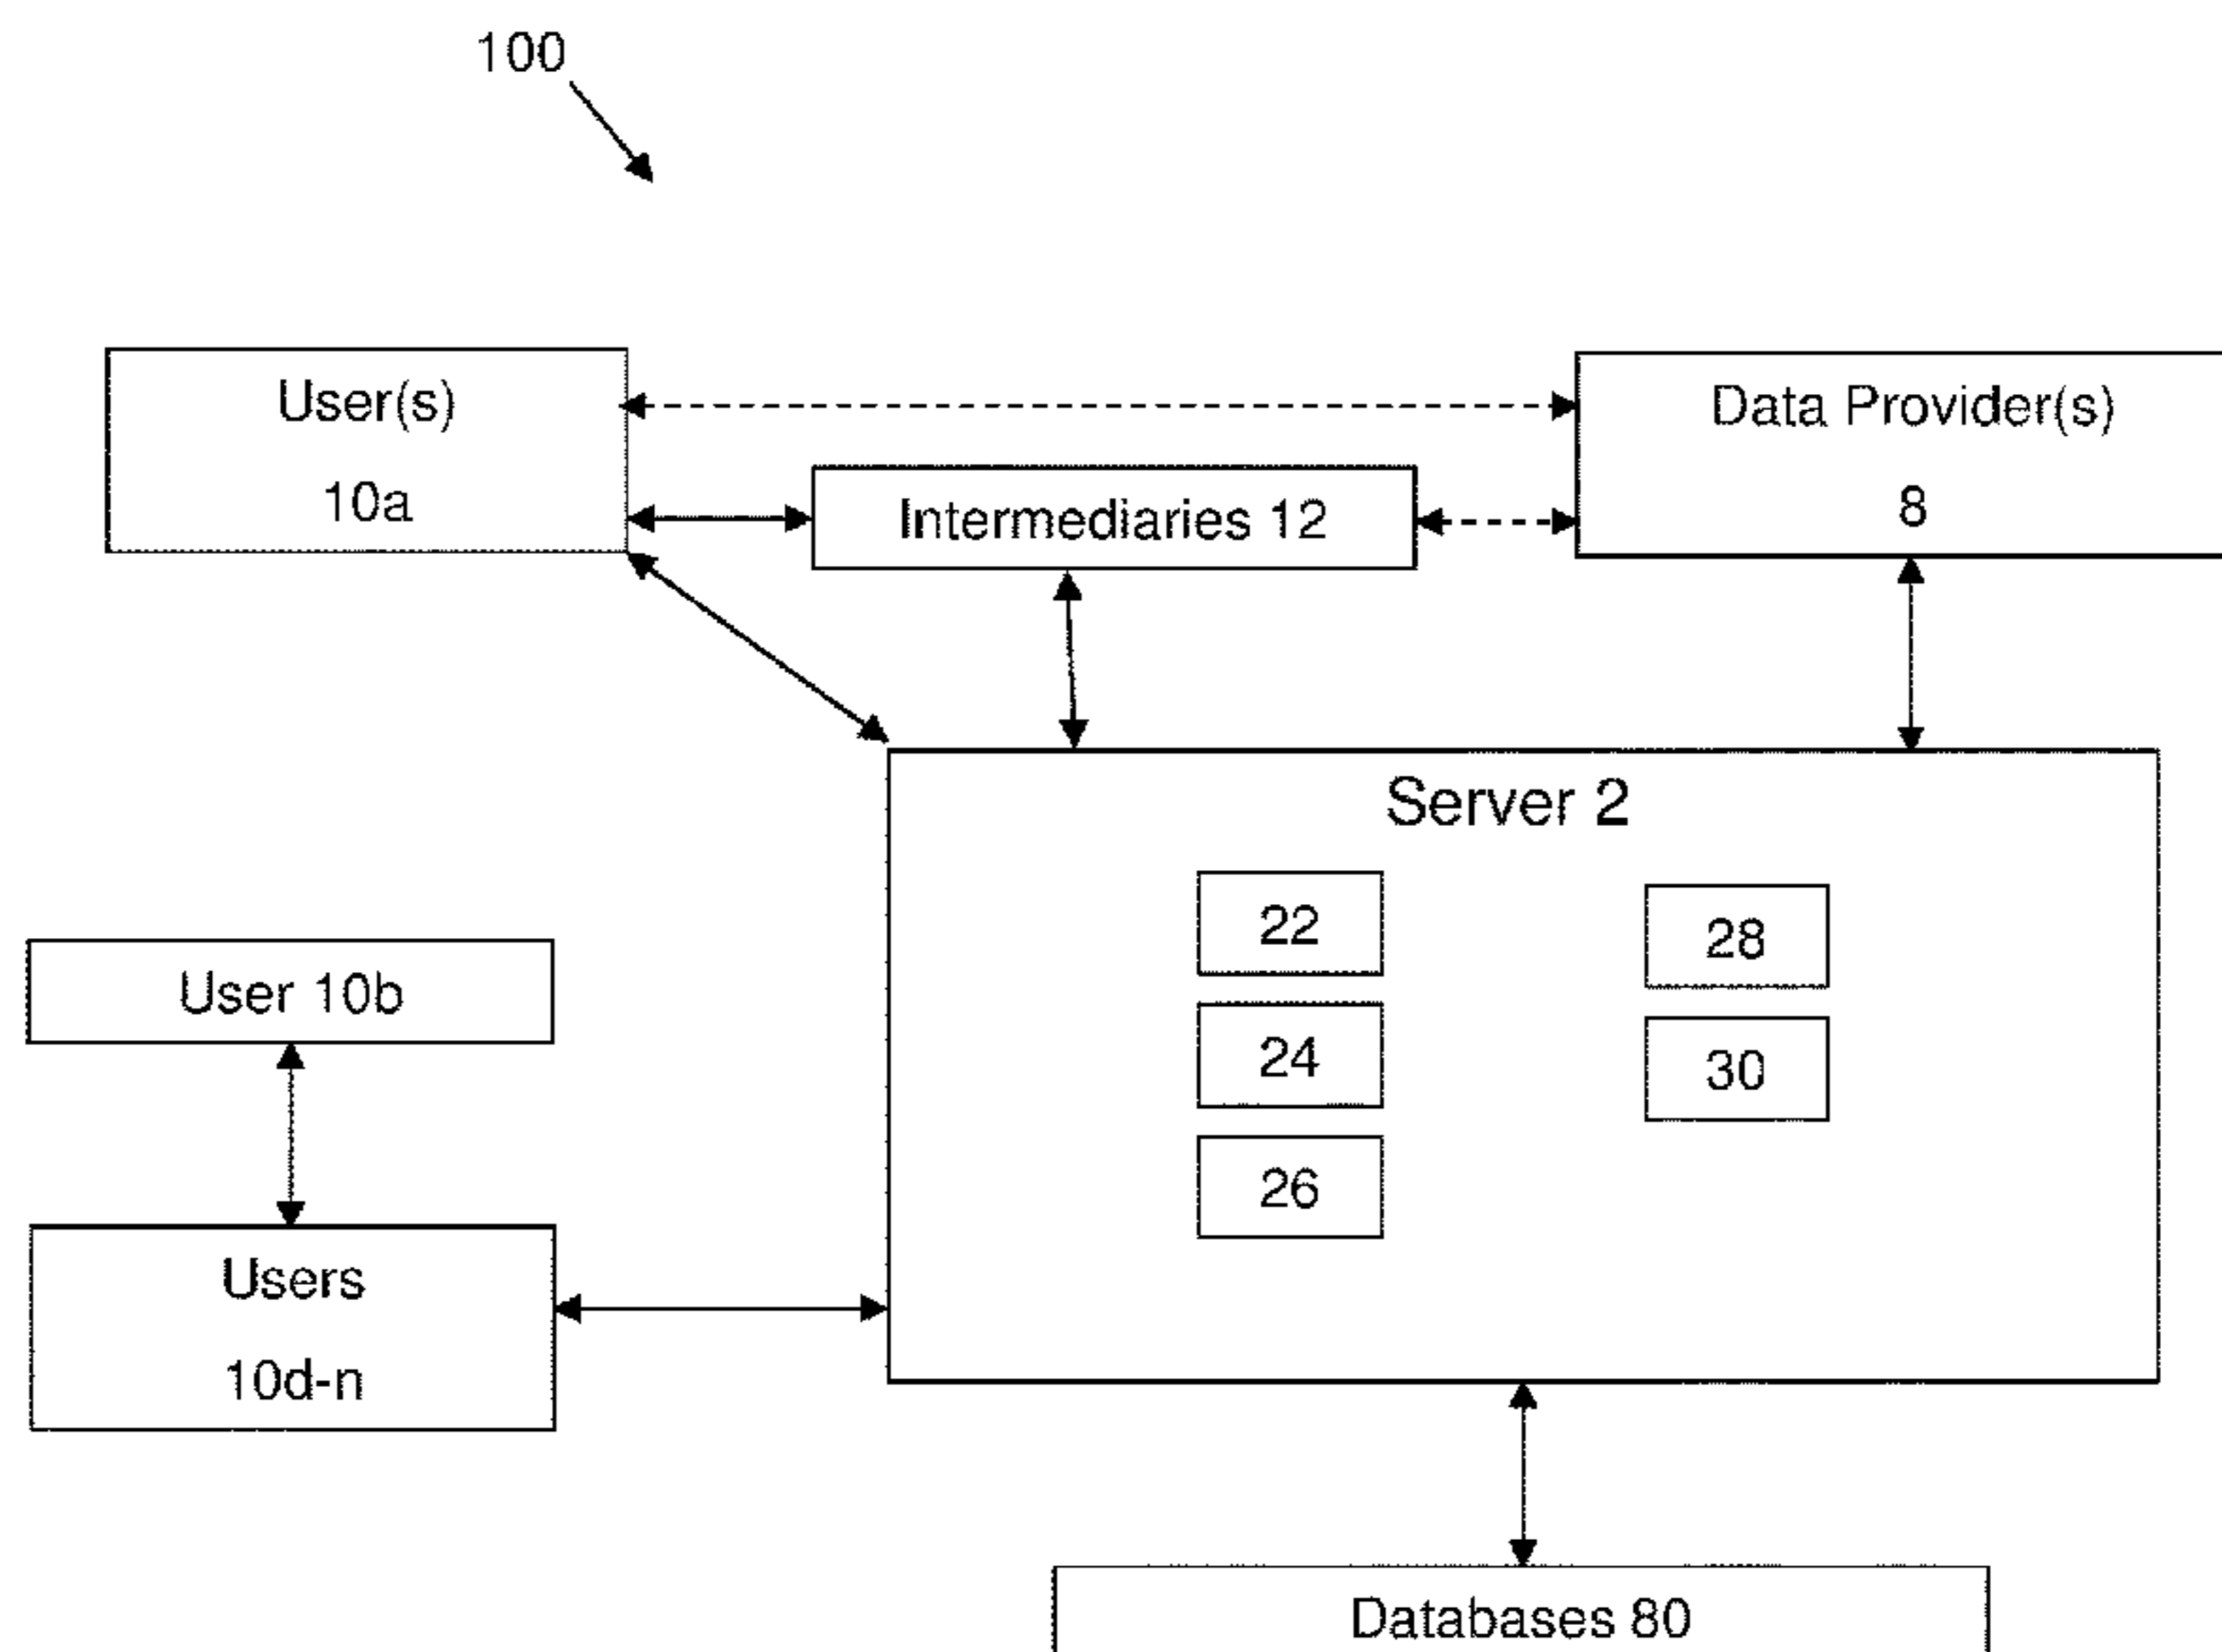 100
User(s)
10a
Data Provider(s)
8
Intermediaries 12
Server 2
22
28
24
30
26
User 10b
Users
10d-n
Databases 80